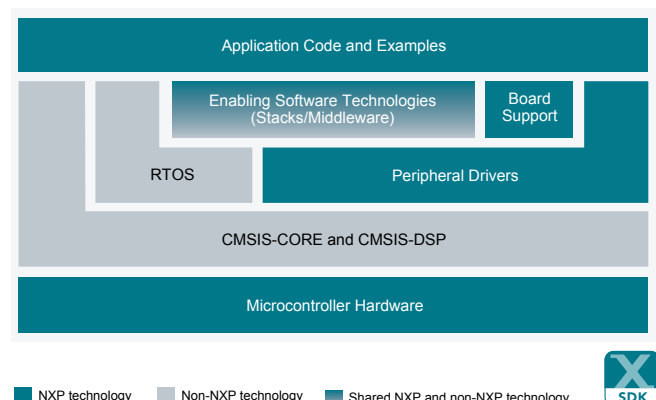 Application Code and Examples
Enabling Software Technologies
(Stacks/Middleware)
Board
Support
RTOS
Peripheral Drivers
CMSIS-CORE and CMSIS-DSP
Microcontroller Hardware
NXP technology
Non-NXP technology
Shared NXP and non-NXP technology
X
SDK